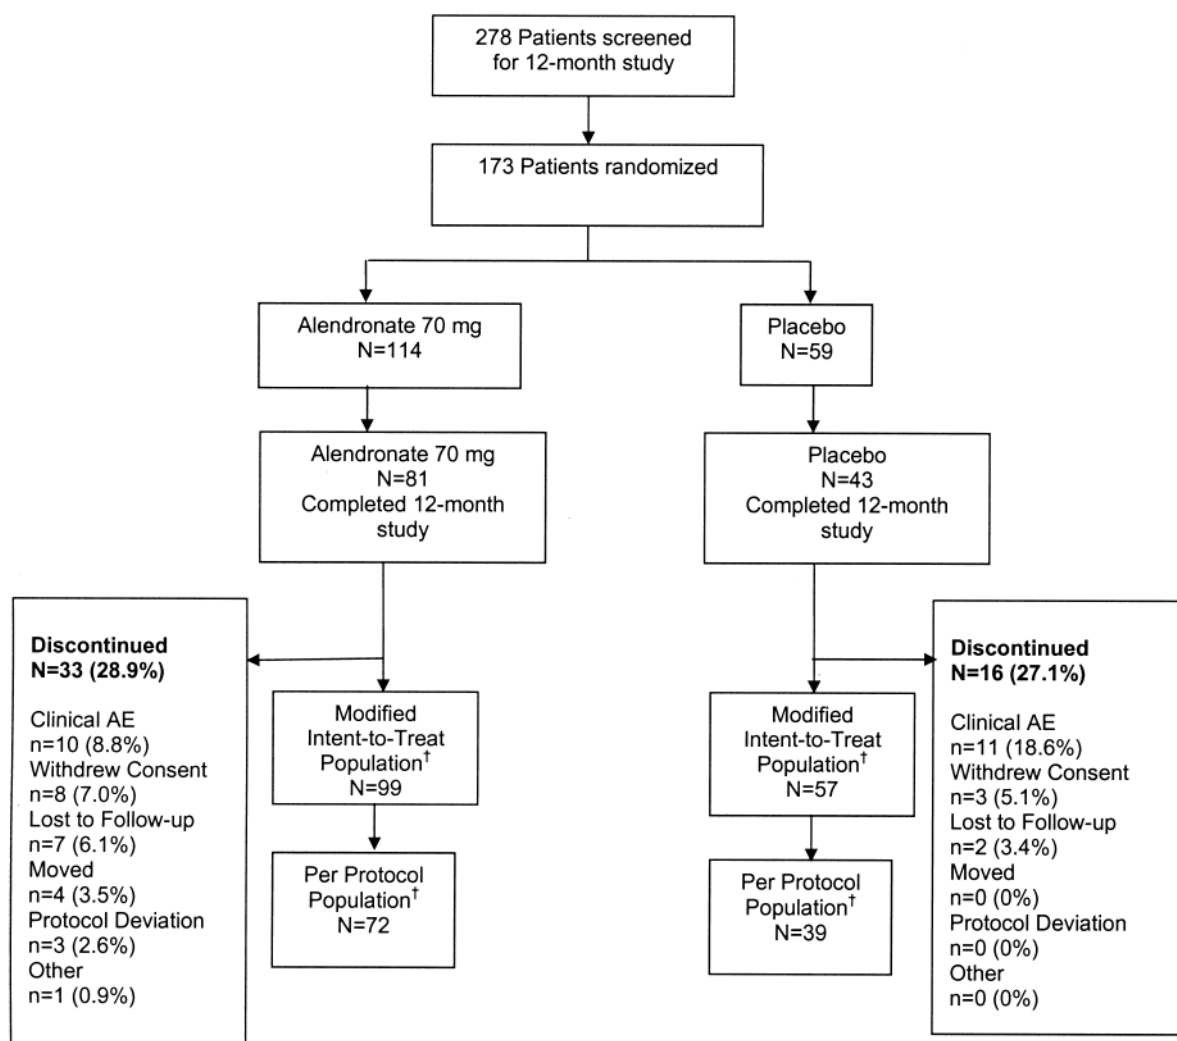 278 Patients screened
for 12-month study
173 Patients randomized
Alendronate 70 mg
N=114
Placebo
N=59
Alendronate 70 mg
N=81
Completed 12-month
study
Placebo
N=43
Completed 12-month
study
Discontinued
N=33 (28.9%)
Clinical AE
n=10 (8.8%)
Withdrew Consent
n=8 (7.0%)
Lost to Follow-up
n=7 (6.1%)
Moved
n=4 (3.5%)
Protocol Deviation
n=3 (2.6%)
Other
n=1 (0.9%)
Modified
Intent-to-Treat
Population†
N=99
Per Protocol
Population†
N=72
Modified
Intent-to-Treat
Population†
N=57
Per Protocol
Population†
N=39
Discontinued
N=16 (27.1%)
Clinical AE
n=11 (18.6%)
Withdrew Consent
n=3 (5.1%)
Lost to Follow-up
n=2 (3.4%)
Moved
n=0 (0%)
Protocol Deviation
n=0 (0%)
Other
n=0 (0%)